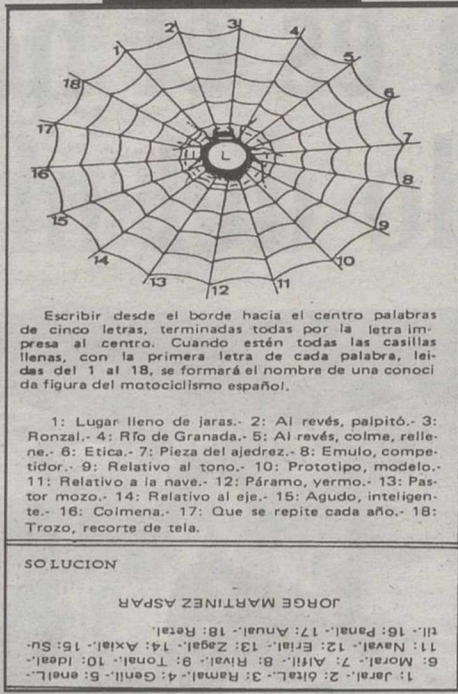 1
2
3
4
5
6
7
8
9
10
11
12
13
14
15
16
17
18
L
Escribir desde el borde hacia el centro palabras
de cinco letras, terminadas todas por la letra im-
presa al centro. Cuando estén todas las casillas
llenas, con la primera letra de cada palabra, lei-
das del 1 al 18, se formará el nombre de una conoci
da figura del motociclismo español.
1: Lugar lleno de jaras.- 2: Al revés, palpitó.- 3:
Ronzal.- 4: Río de Granada.- 5: Al revés, colme, relle-
ne.- 6: Etica.- 7: Pieza del ajedrez.- 8: Emulo, compe-
tidor.- 9: Relativo al tono.- 10: Prototipo, modelo.-
11: Relativo a la nave.- 12: Páramo, yermo.- 13: Pas-
tor mozo.- 14: Relativo al eje.- 15: Agudo, inteligen-
te.- 16: Colmena.- 17: Que se repite cada año.- 18:
Trozo, recorte de tela.
SOLUCION
1: Jaral.- 2: ótaL.- 3: Ramal.- 4: Genil.- 5: eneLL.-
6: Moral.- 7: Alfil.- 8: Rival.- 9: Tonal.- 10: Ideal.-
11: Naval.- 12: Erial.- 13: Zagal.- 14: Axial.- 15: Su-
til.- 16: Panal.- 17: Anual.- 18: Retal.
JORGE MARTINEZ ASPAR